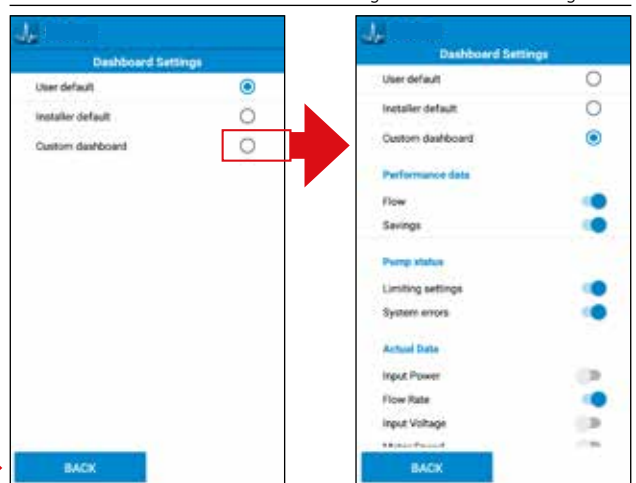 Dashboard Settings
User default
Installer default
Custom dashboard
BACK
Dashboard Settings
User default
Installer default
Custom dashboard
Performance data
Flow
Savings
Pump status
Limiting settings
System errors
Actual Data
Input Power
Flow Rate
Input Voltage
BACK